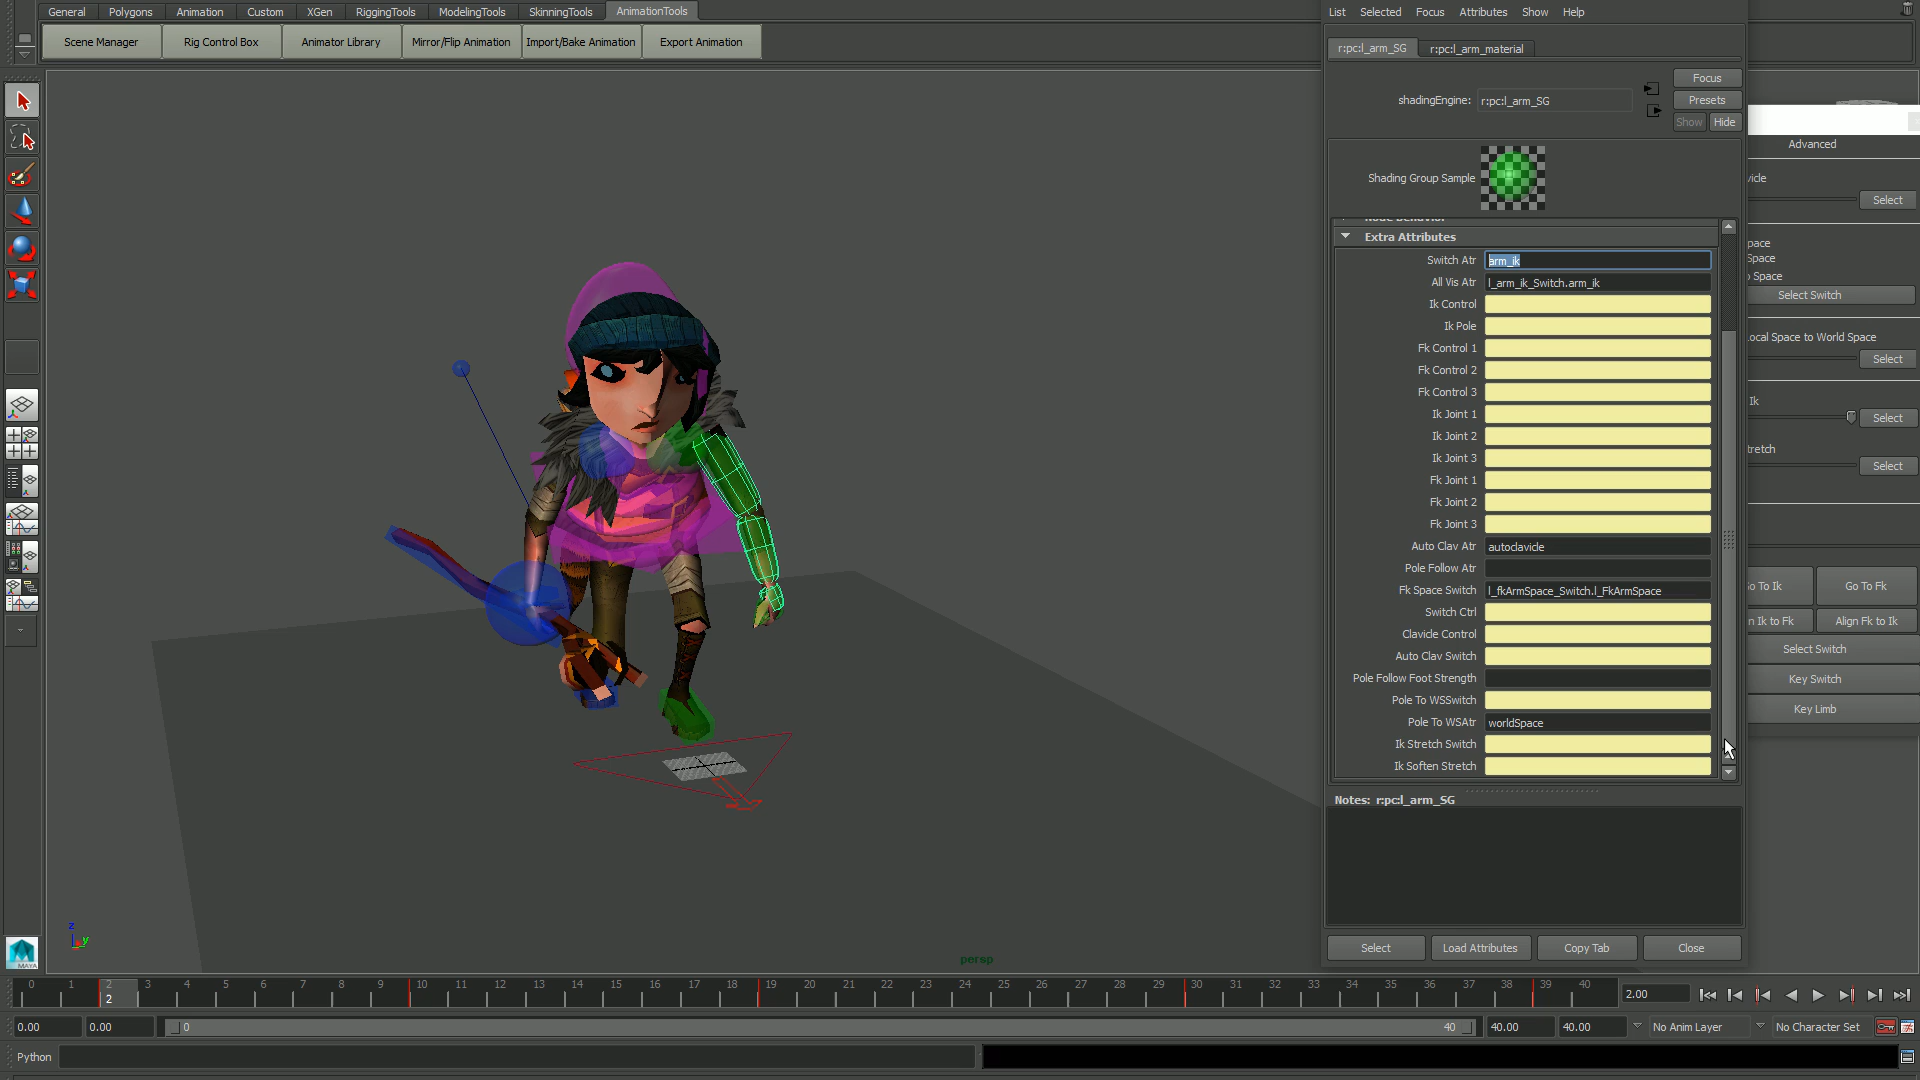 General Polygons Animation Custom XGen RiggingTools ModelingTools SkinningTools AnimationTools
Scene Manager Rig Control Box Animator Library Mirror/Flip Animation Import/Bake Animation Export Animation
List Selected Focus Attributes Show Help
r:pc:l_arm_SG r:pc:l_arm_material
Focus
shadingEngine: r:pc:l_arm_SG
Presets
Show Hide
Advanced
Shading Group Sample
Select
Extra Attributes
Switch Atr arm_ik
All Vis Atr l_arm_ik_Switch.arm_ik
Ik Control
Ik Pole
Fk Control 1
Fk Control 2
Fk Control 3
Ik Joint 1
Ik Joint 2
Ik Joint 3
Fk Joint 1
Fk Joint 2
Fk Joint 3
Auto Clav Atr autoclavicle
Pole Follow Atr
Fk Space Switch l_fkArmSpace_Switch.l_FkArmSpace
Switch Ctrl
Clavicle Control
Auto Clav Switch
Pole Follow Foot Strength
Pole To WSSwitch
Pole To WSAtr worldSpace
Ik Stretch Switch
Ik Soften Stretch
Space
Select Switch
ocal Space to World Space
Select
Ik
Select
tretch
Select
o To Ik Go To Fk
n Ik to Fk Align Fk to Ik
Select Switch
Key Switch
Key Limb
Notes: r:pc:l_arm_SG
Select Load Attributes Copy Tab Close
z
y
persp
MAYA
0 1 2 3 4 5 6 7 8 9 10 11 12 13 14 15 16 17 18 19 20 21 22 23 24 25 26 27 28 29 30 31 32 33 34 35 36 37 38 39 40
2
2.00
0.00 0.00 0 40 40.00 40.00 No Anim Layer No Character Set
Python